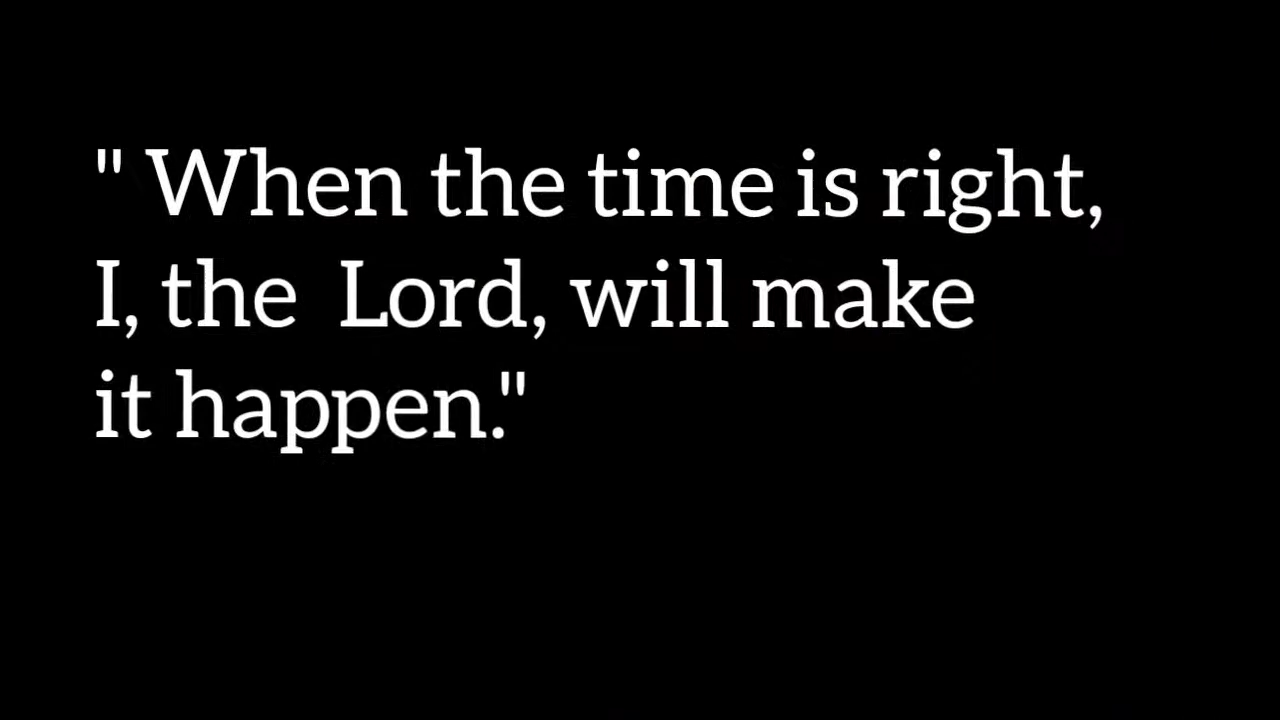 " When the time is right,
I, the  Lord, will make
it happen."